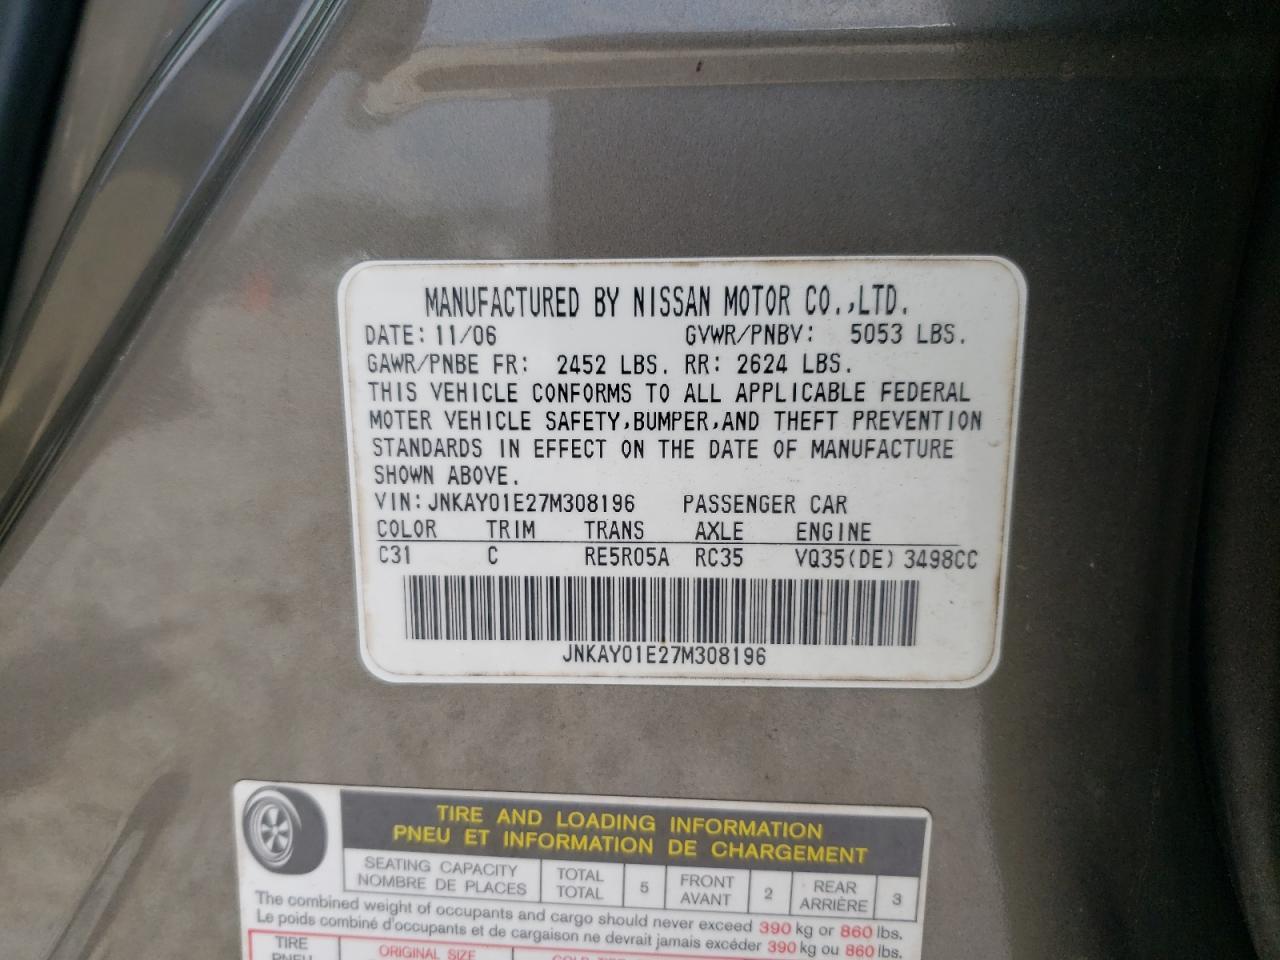 MANUFACTURED BY NISSAN MOTOR CO.,LTD.
DATE: 11/06 GVWR/PNBV: 5053 LBS.
GAWR/PNBE FR: 2452 LBS. RR: 2624 LBS.
THIS VEHICLE CONFORMS TO ALL APPLICABLE FEDERAL
MOTER VEHICLE SAFETY,BUMPER,AND THEFT PREVENTION
STANDARDS IN EFFECT ON THE DATE OF MANUFACTURE
SHOWN ABOVE.
VIN: JNKAY01E27M308196 PASSENGER CAR
COLOR TRIM TRANS AXLE ENGINE
C31 C RE5R05A RC35 VQ35(DE) 3498CC
JNKAY01E27M308196
TIRE AND LOADING INFORMATION
PNEU ET INFORMATION DE CHARGEMENT
SEATING CAPACITY TOTAL 5 FRONT 2 REAR 3
NOMBRE DE PLACES TOTAL AVANT ARRIÈRE
The combined weight of occupants and cargo should never exceed 390 kg or 860 lbs.
Le poids combiné d'occupants et de cargaison ne devrait jamais excéder 390 kg ou 860 lbs.
TIRE ORIGINAL SIZE
PNEU